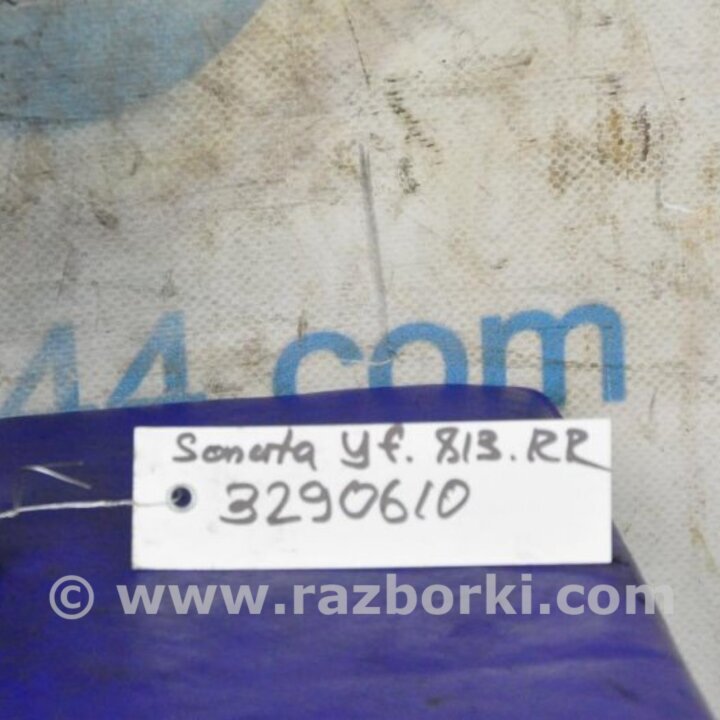 44.com
Sonata Yf. 813. RR
3290610
© www.razborki.com